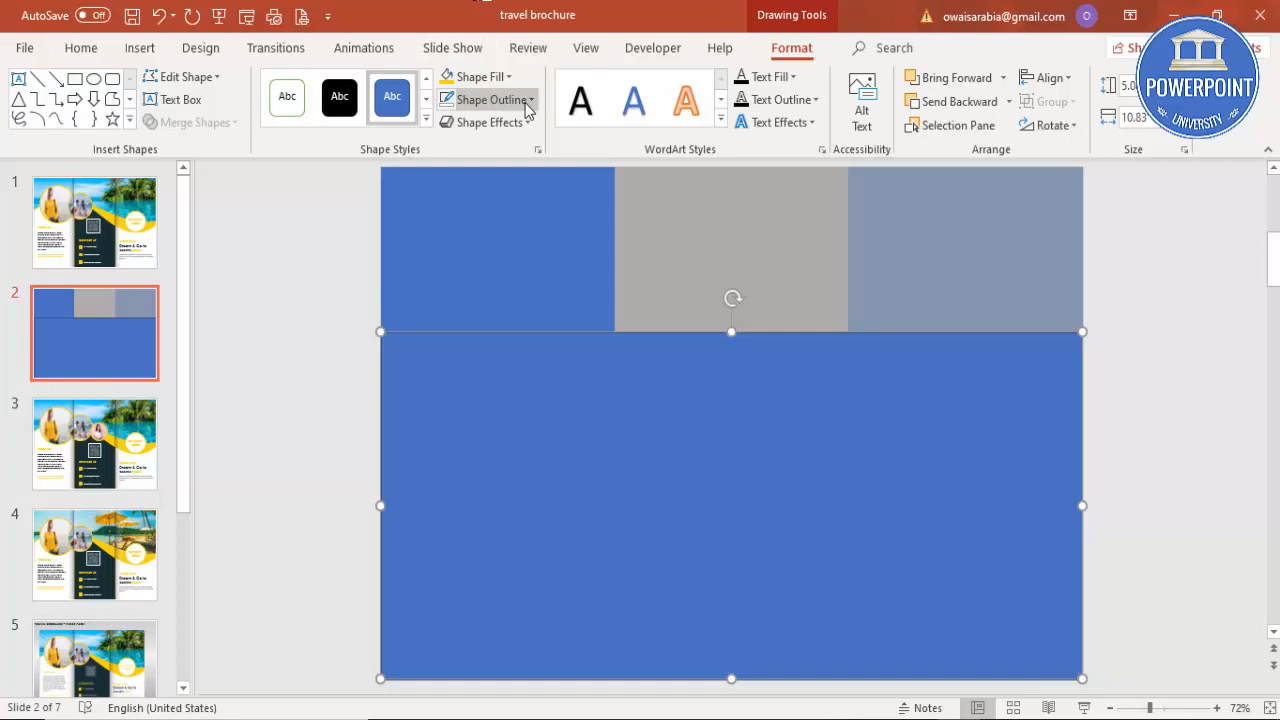 AutoSave Off travel brochure Drawing Tools owaisarabia@gmail.com O
File Home Insert Design Transitions Animations Slide Show Review View Developer Help Format Search
Edit Shape Text Box Merge Shapes
Insert Shapes
Abc Abc Abc
Shape Fill Shape Outline Shape Effects
Shape Styles
A A A
Text Fill Text Outline Text Effects
WordArt Styles
Alt Text
Accessibility
Bring Forward Send Backward Selection Pane
Align Group Rotate
Arrange
10.83
Size
POWERPOINT
UNIVERSITY
1
2
3
4
5
Slide 2 of 7 English (United States) Notes 72%